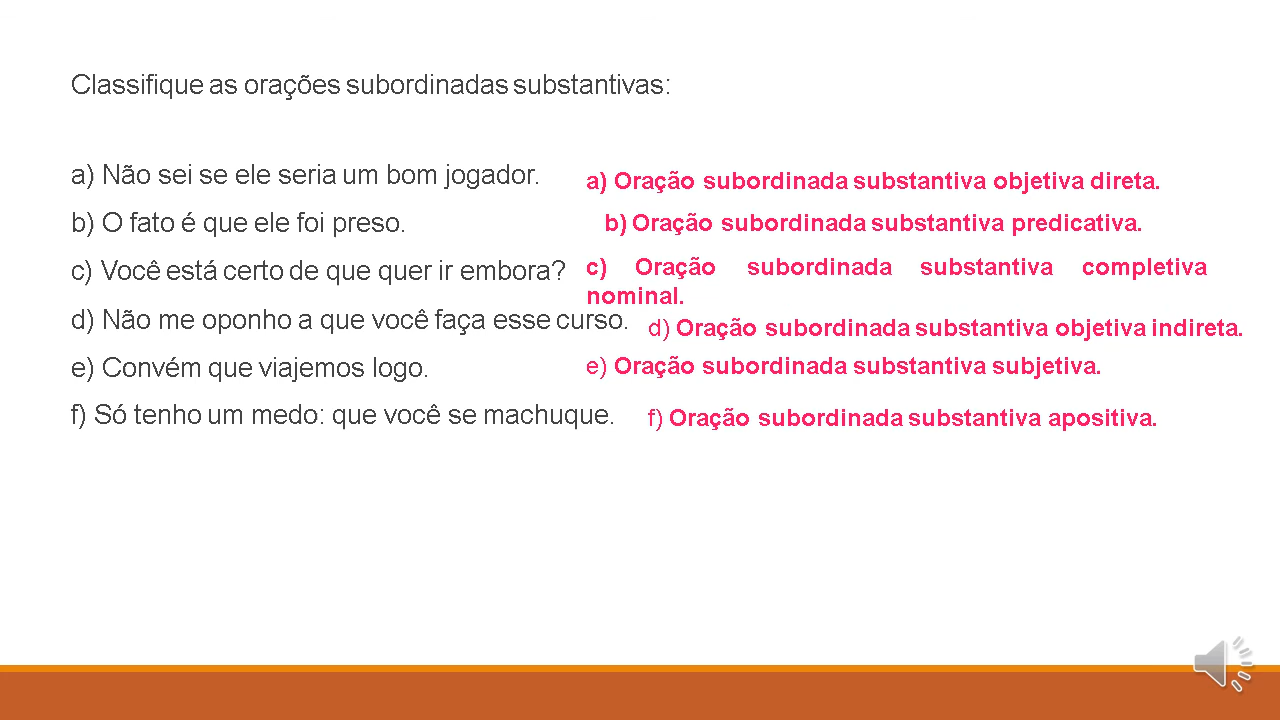 Classifique as orações subordinadas substantivas:
a) Não sei se ele seria um bom jogador.
a) Oração subordinada substantiva objetiva direta.
b) O fato é que ele foi preso.
b) Oração subordinada substantiva predicativa.
c) Você está certo de que quer ir embora?
c) Oração subordinada substantiva completiva
nominal.
d) Não me oponho a que você faça esse curso.
d) Oração subordinada substantiva objetiva indireta.
e) Convém que viajemos logo.
e) Oração subordinada substantiva subjetiva.
f) Só tenho um medo: que você se machuque.
f) Oração subordinada substantiva apositiva.